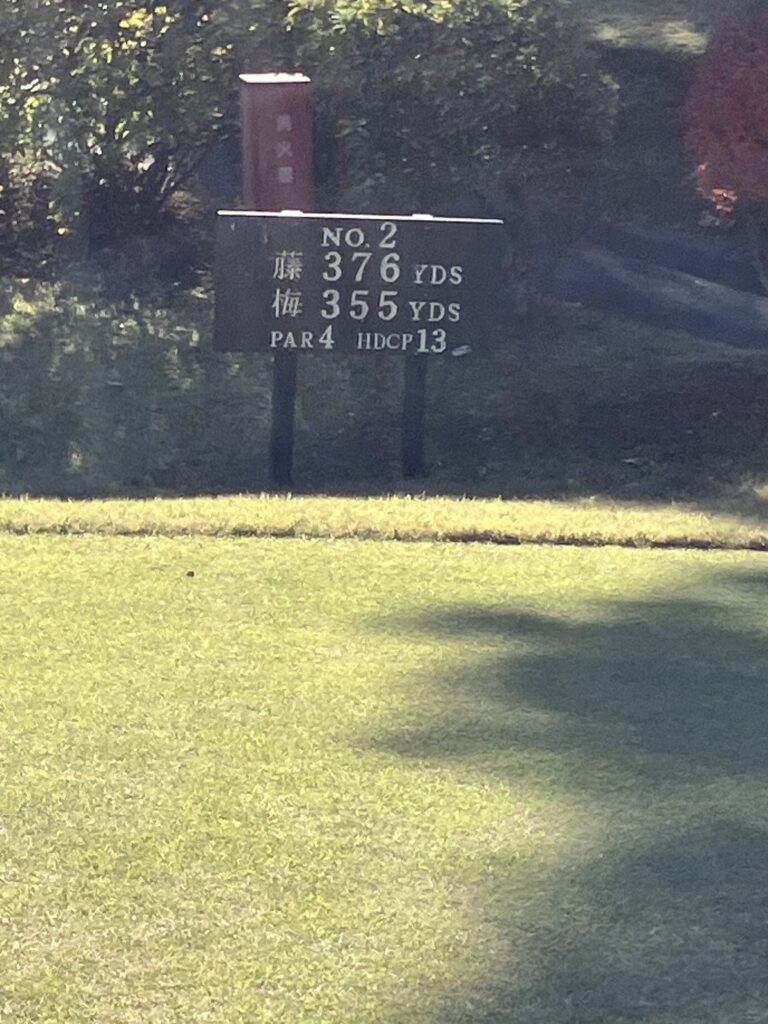 NO. 2
藤 376 YDS
梅 355 YDS
PAR 4 HDCP 13